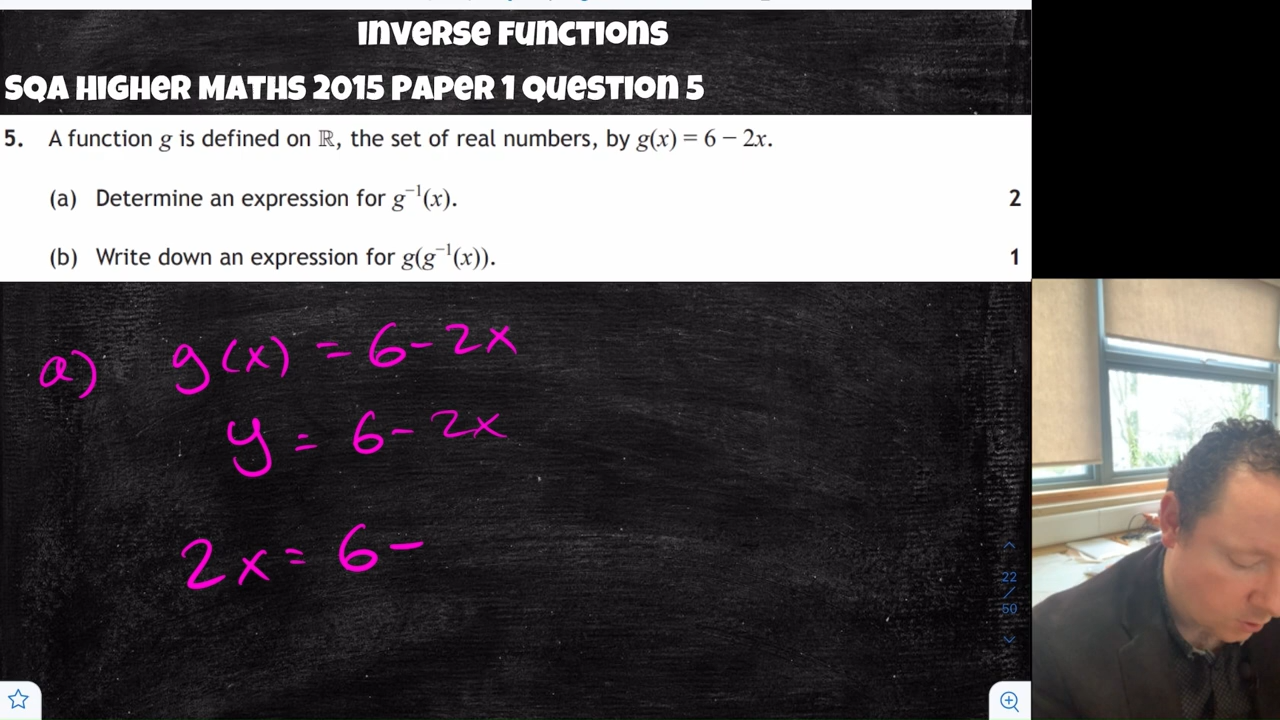 Inverse Functions
SQA Higher Maths 2015 Paper 1 Question 5
5. A function g is defined on ℝ, the set of real numbers, by g(x) = 6 − 2x.
(a) Determine an expression for g⁻¹(x). 2
(b) Write down an expression for g(g⁻¹(x)). 1
a) g(x) = 6 - 2x
y = 6 - 2x
2x = 6 -
22
/
50